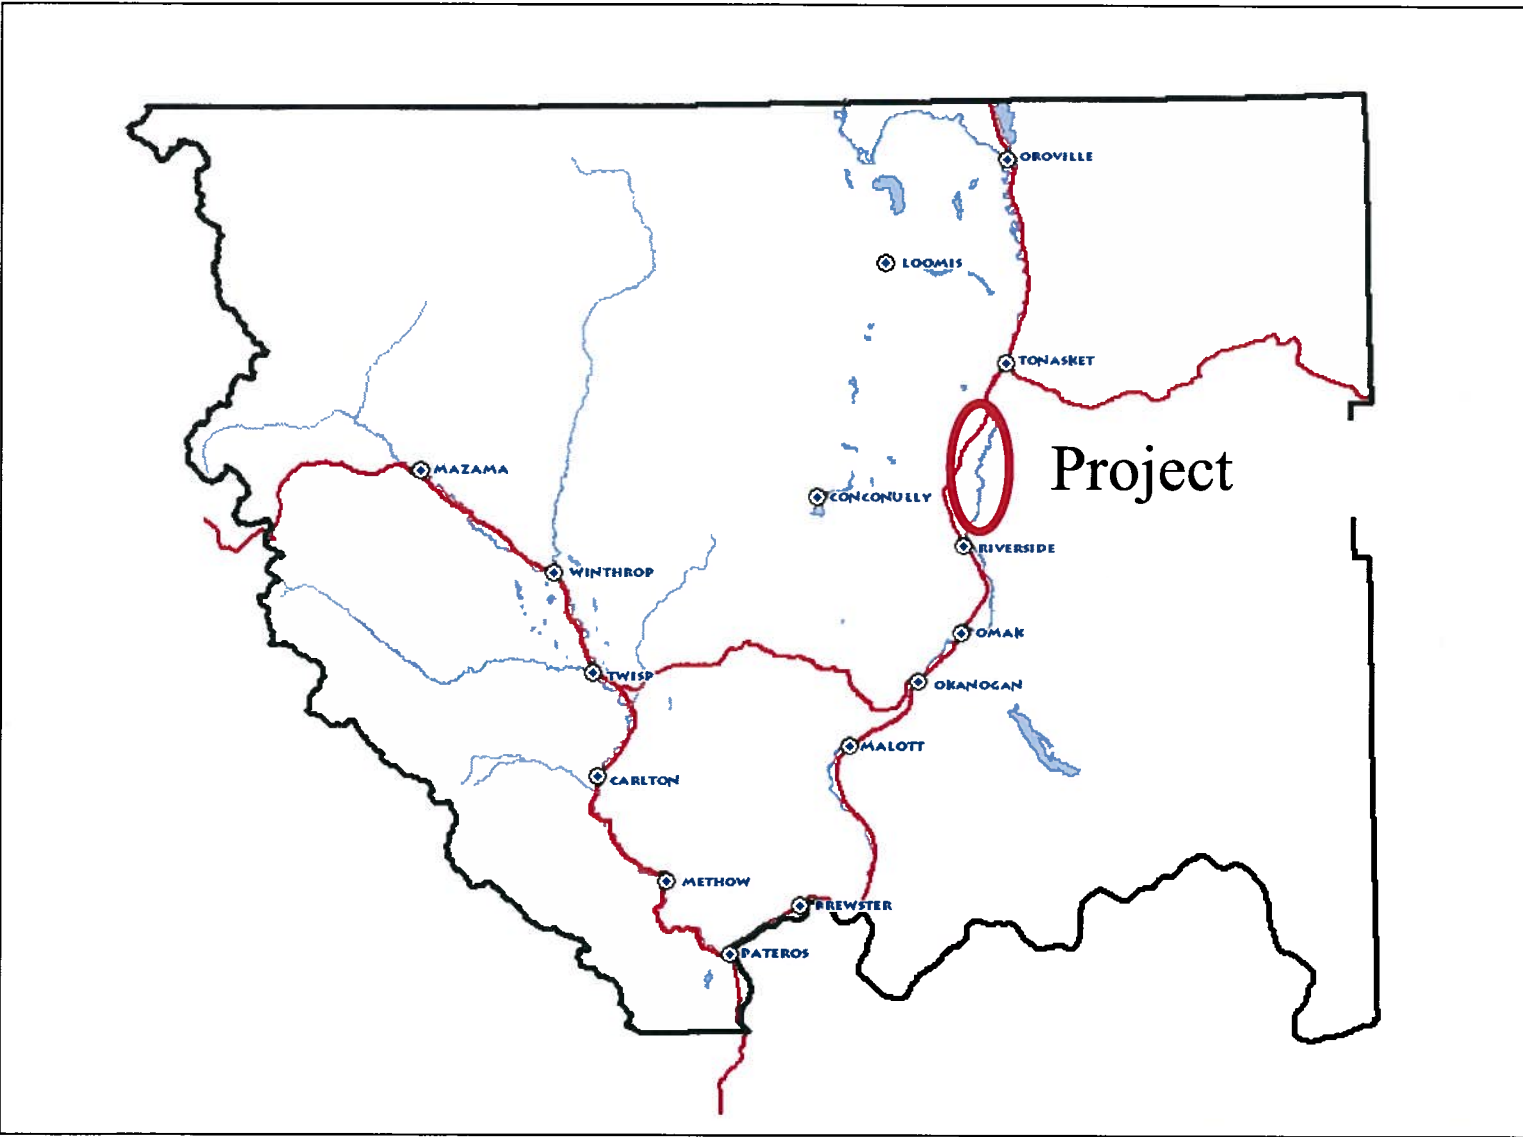 OROVILLE
LOOMIS
TONASKET
MAZAMA
Project
CONCONULLY
RIVERSIDE
WINTHROP
OMAK
TWISP
OKANOGAN
MALOTT
CARLTON
METHOW
BREWSTER
PATEROS